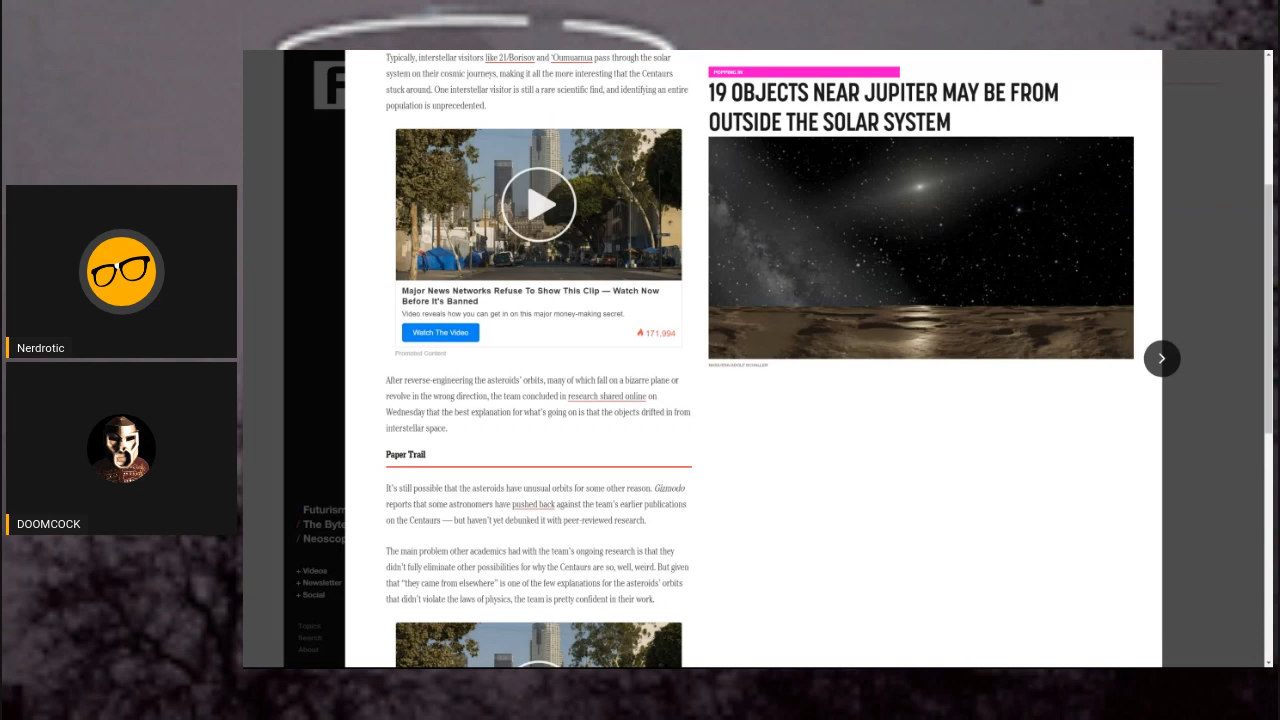 Nerdrotic
DOOMCOCK
F
Futurism
/ The Byte
/ Neoscop
+ Videos
+ Newsletter
+ Social
Topics
Search
About
Typically, interstellar visitors like 2I/Borisov and 'Oumuamua pass through the solar
system on their cosmic journeys, making it all the more interesting that the Centaurs
stuck around. One interstellar visitor is still a rare scientific find, and identifying an entire
population is unprecedented.
Major News Networks Refuse To Show This Clip — Watch Now
Before It's Banned
Video reveals how you can get in on this major money-making secret.
Watch The Video
171,994
Promoted Content
After reverse-engineering the asteroids' orbits, many of which fall on a bizarre plane or
revolve in the wrong direction, the team concluded in research shared online on
Wednesday that the best explanation for what's going on is that the objects drifted in from
interstellar space.
Paper Trail
It's still possible that the asteroids have unusual orbits for some other reason. Gizmodo
reports that some astronomers have pushed back against the team's earlier publications
on the Centaurs — but haven't yet debunked it with peer-reviewed research.
The main problem other academics had with the team's ongoing research is that they
didn't fully eliminate other possibilities for why the Centaurs are so, well, weird. But given
that "they came from elsewhere" is one of the few explanations for the asteroids' orbits
that didn't violate the laws of physics, the team is pretty confident in their work.
POPPING IN
19 OBJECTS NEAR JUPITER MAY BE FROM
OUTSIDE THE SOLAR SYSTEM